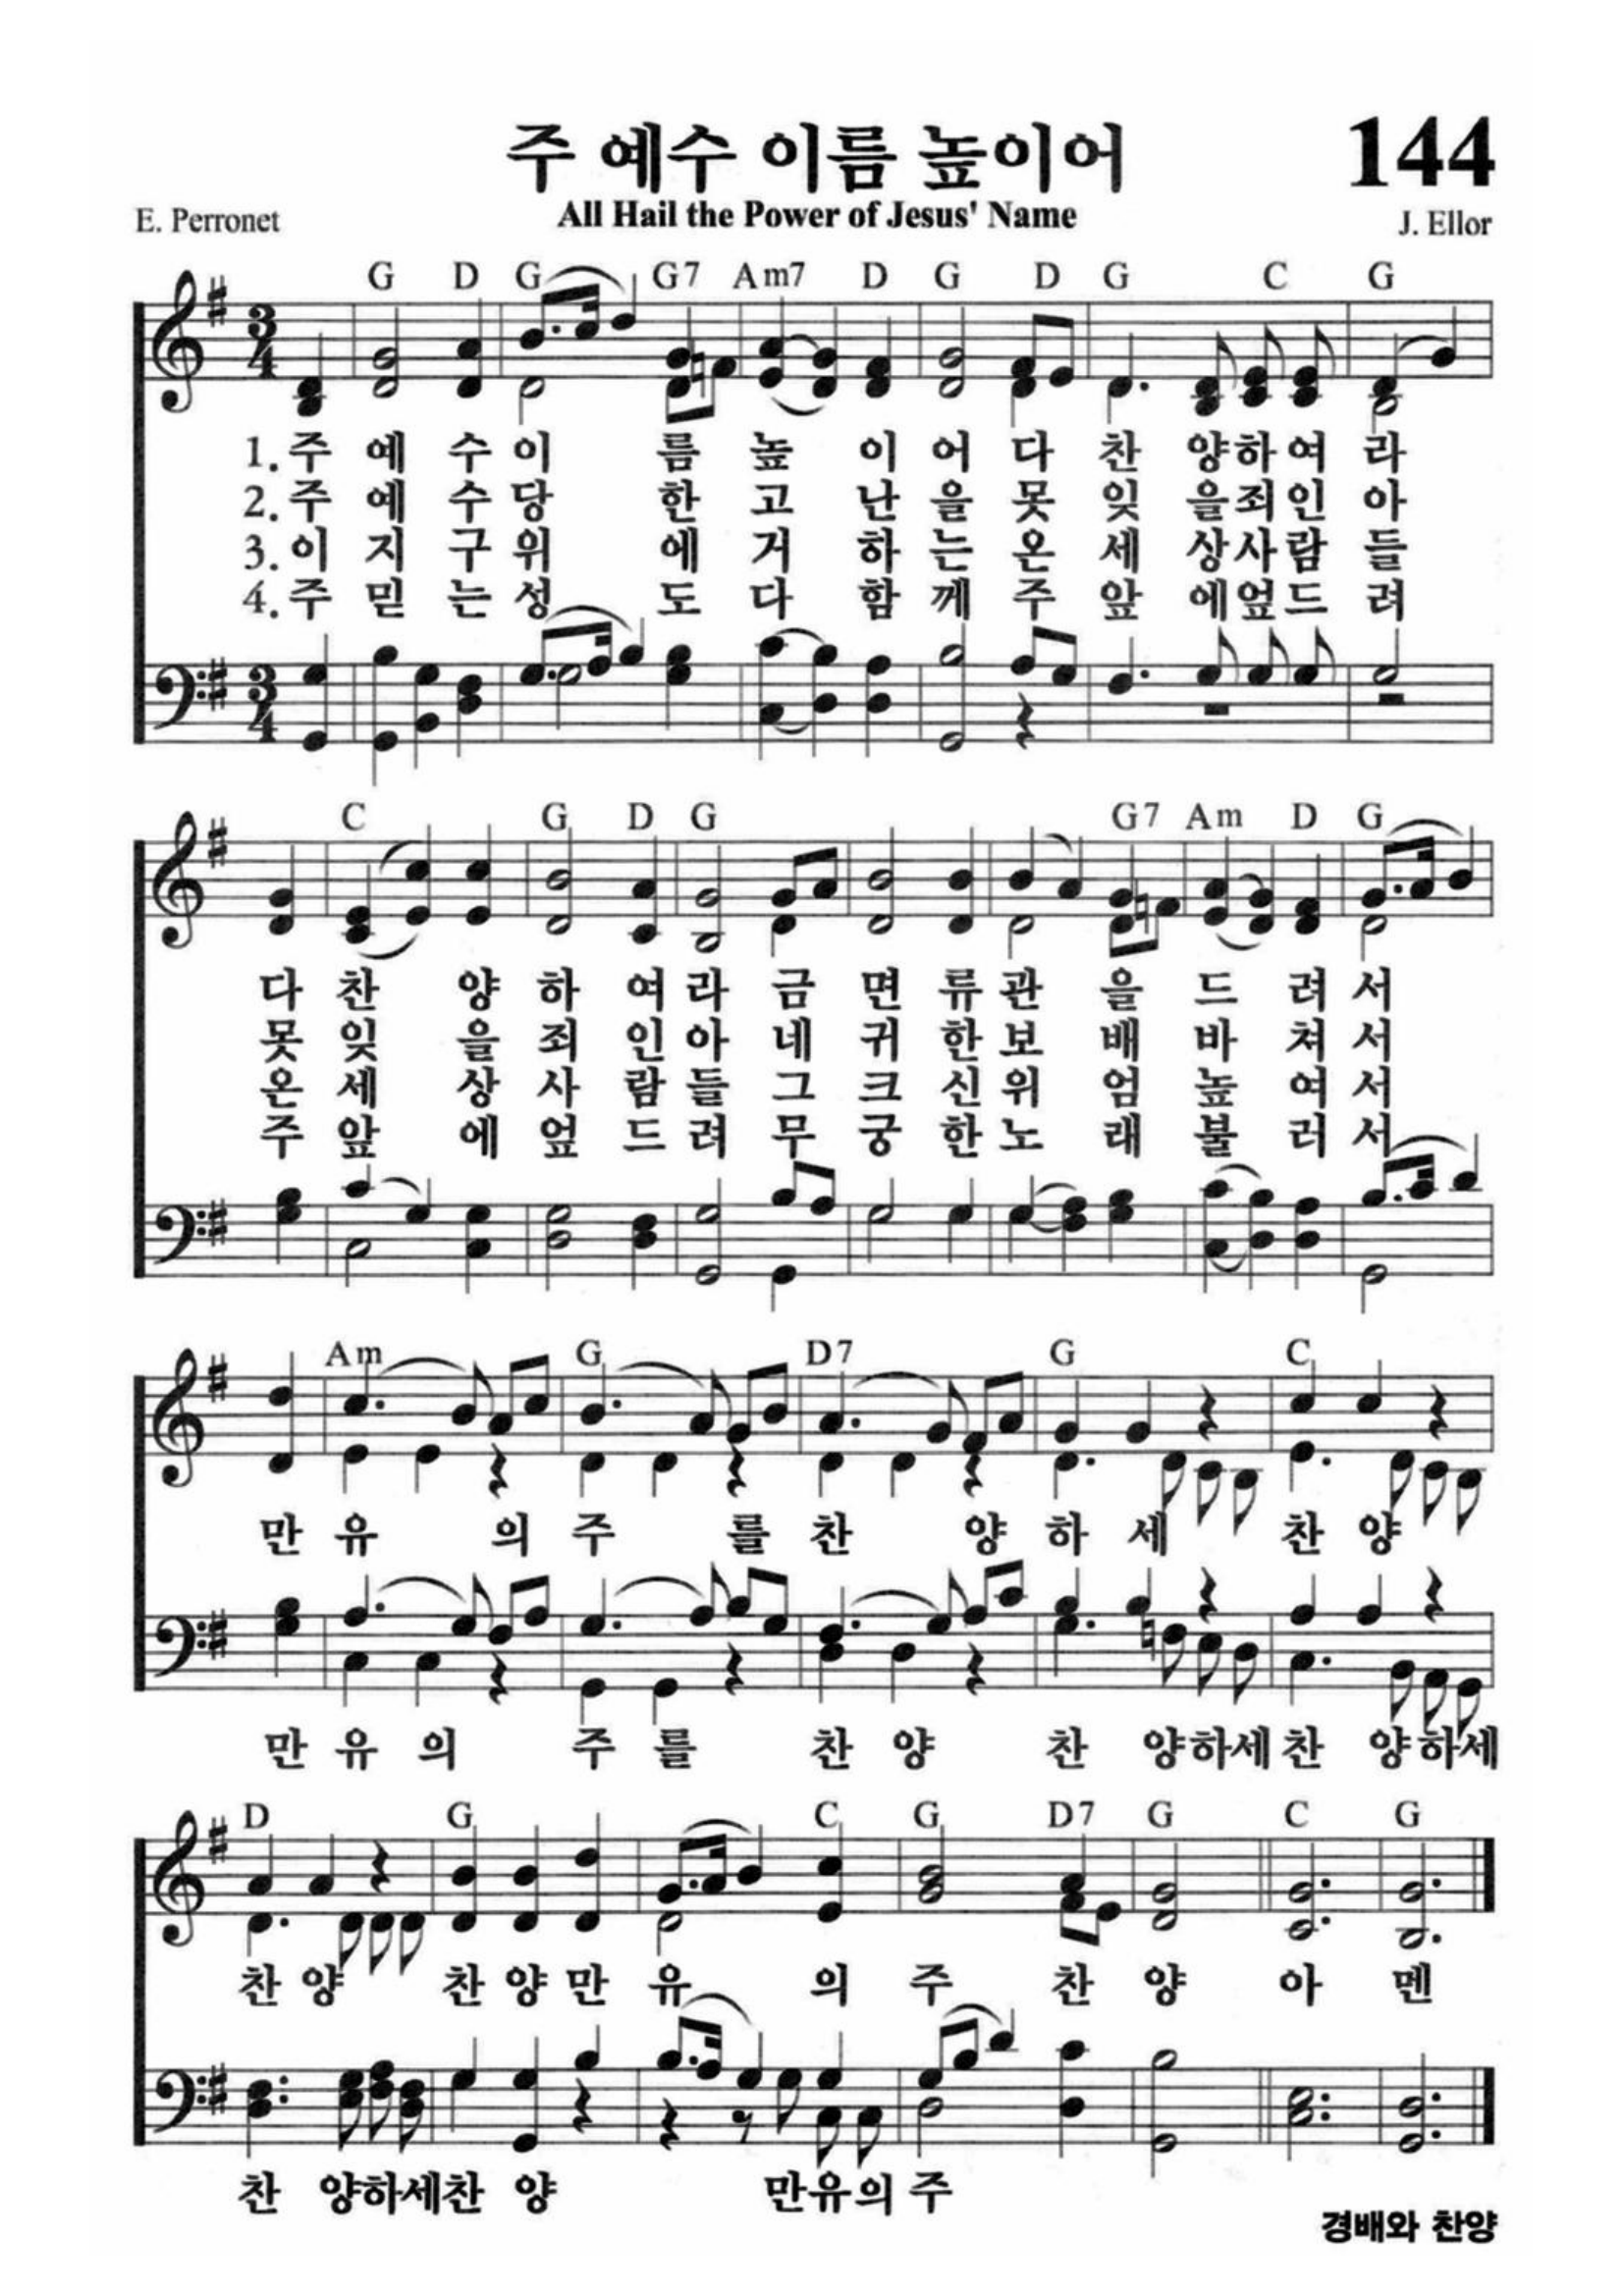 주 예수 이름 높이어
144
All Hail the Power of Jesus' Name
E. Perronet
J. Ellor
G D G G7 Am7 D G D G C G
3 4
1. 주 예 수 이 름 높 이 어 다 찬 양 하 여 라
2. 주 예 수 당 한 고 난 을 못 잊 을 죄 인 아
3. 이 지 구 위 에 거 하 는 온 세 상 사 람 들
4. 주 믿 는 성 도 다 함 께 주 앞 에 엎 드 려
3 4
C G D G G7 Am D G
다 찬 양 하 여 라 금 면 류 관 을 드 려 서
못 잊 을 죄 인 아 네 귀 한 보 배 바 쳐 서
온 세 상 사 람 들 그 크 신 위 엄 높 여 서
주 앞 에 엎 드 려 무 궁 한 노 래 불 러 서
Am G D7 G C
만 유 의 주 를 찬 양 하 세 찬 양
만 유 의 주 를 찬 양 찬 양하세 찬 양하세
D G C G D7 G C G
찬 양 찬 양 만 유 의 주 찬 양 아 멘
찬 양하세찬 양 만유의 주
경배와 찬양